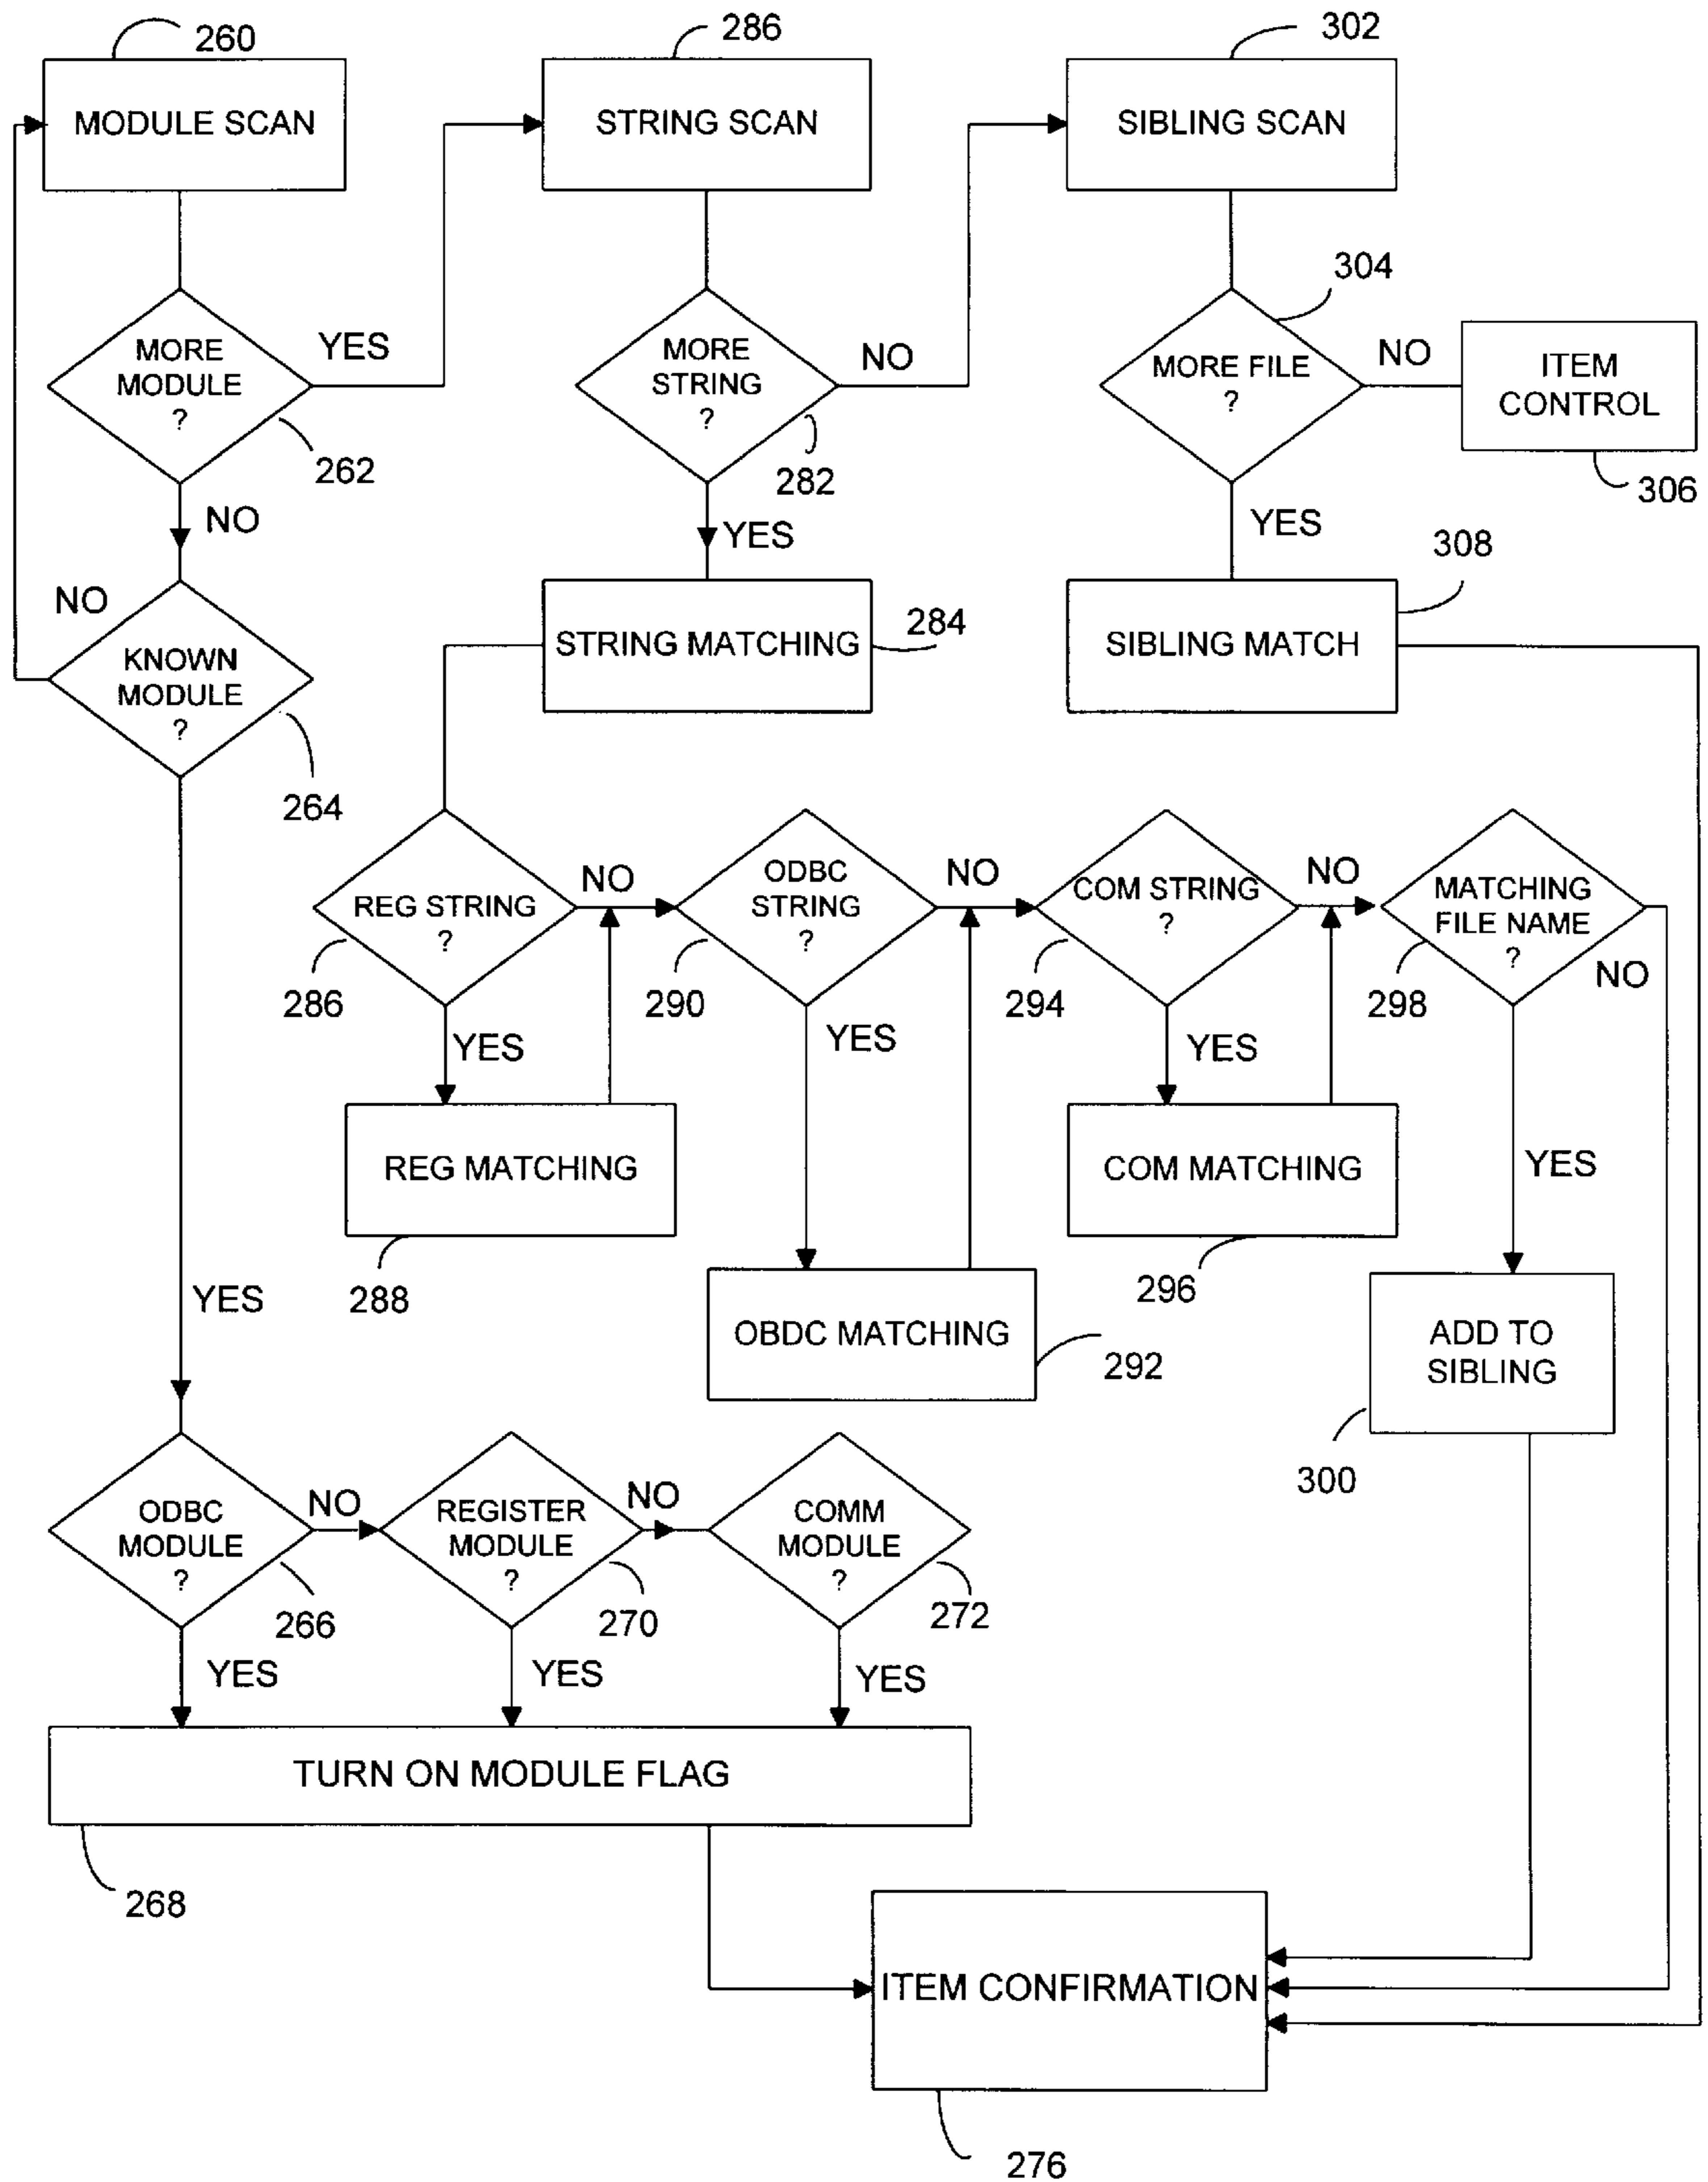 260
286
302
MODULE SCAN
STRING SCAN
SIBLING SCAN
304
MORE
MODULE
?
YES
MORE
STRING
?
NO
MORE FILE
?
NO
ITEM
CONTROL
262
282
306
NO
YES
YES
308
NO
KNOWN
MODULE
?
STRING MATCHING
284
SIBLING MATCH
264
REG STRING
?
NO
ODBC
STRING
?
NO
COM STRING
?
NO
MATCHING
FILE NAME
?
NO
286
290
294
298
YES
YES
YES
YES
REG MATCHING
COM MATCHING
288
296
YES
OBDC MATCHING
292
ADD TO
SIBLING
300
ODBC
MODULE
?
NO
REGISTER
MODULE
?
NO
COMM
MODULE
?
266
270
272
YES
YES
YES
TURN ON MODULE FLAG
268
ITEM CONFIRMATION
276